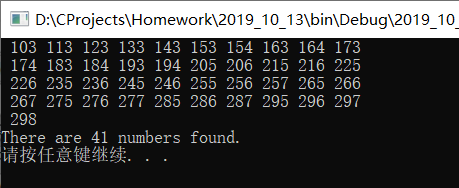 D:\CProjects\Homework\2019_10_13\bin\Debug\2019_10_
103 113 123 133 143 153 154 163 164 173
174 183 184 193 194 205 206 215 216 225
226 235 236 245 246 255 256 257 265 266
267 275 276 277 285 286 287 295 296 297
298
There are 41 numbers found.
请按任意键继续. . .